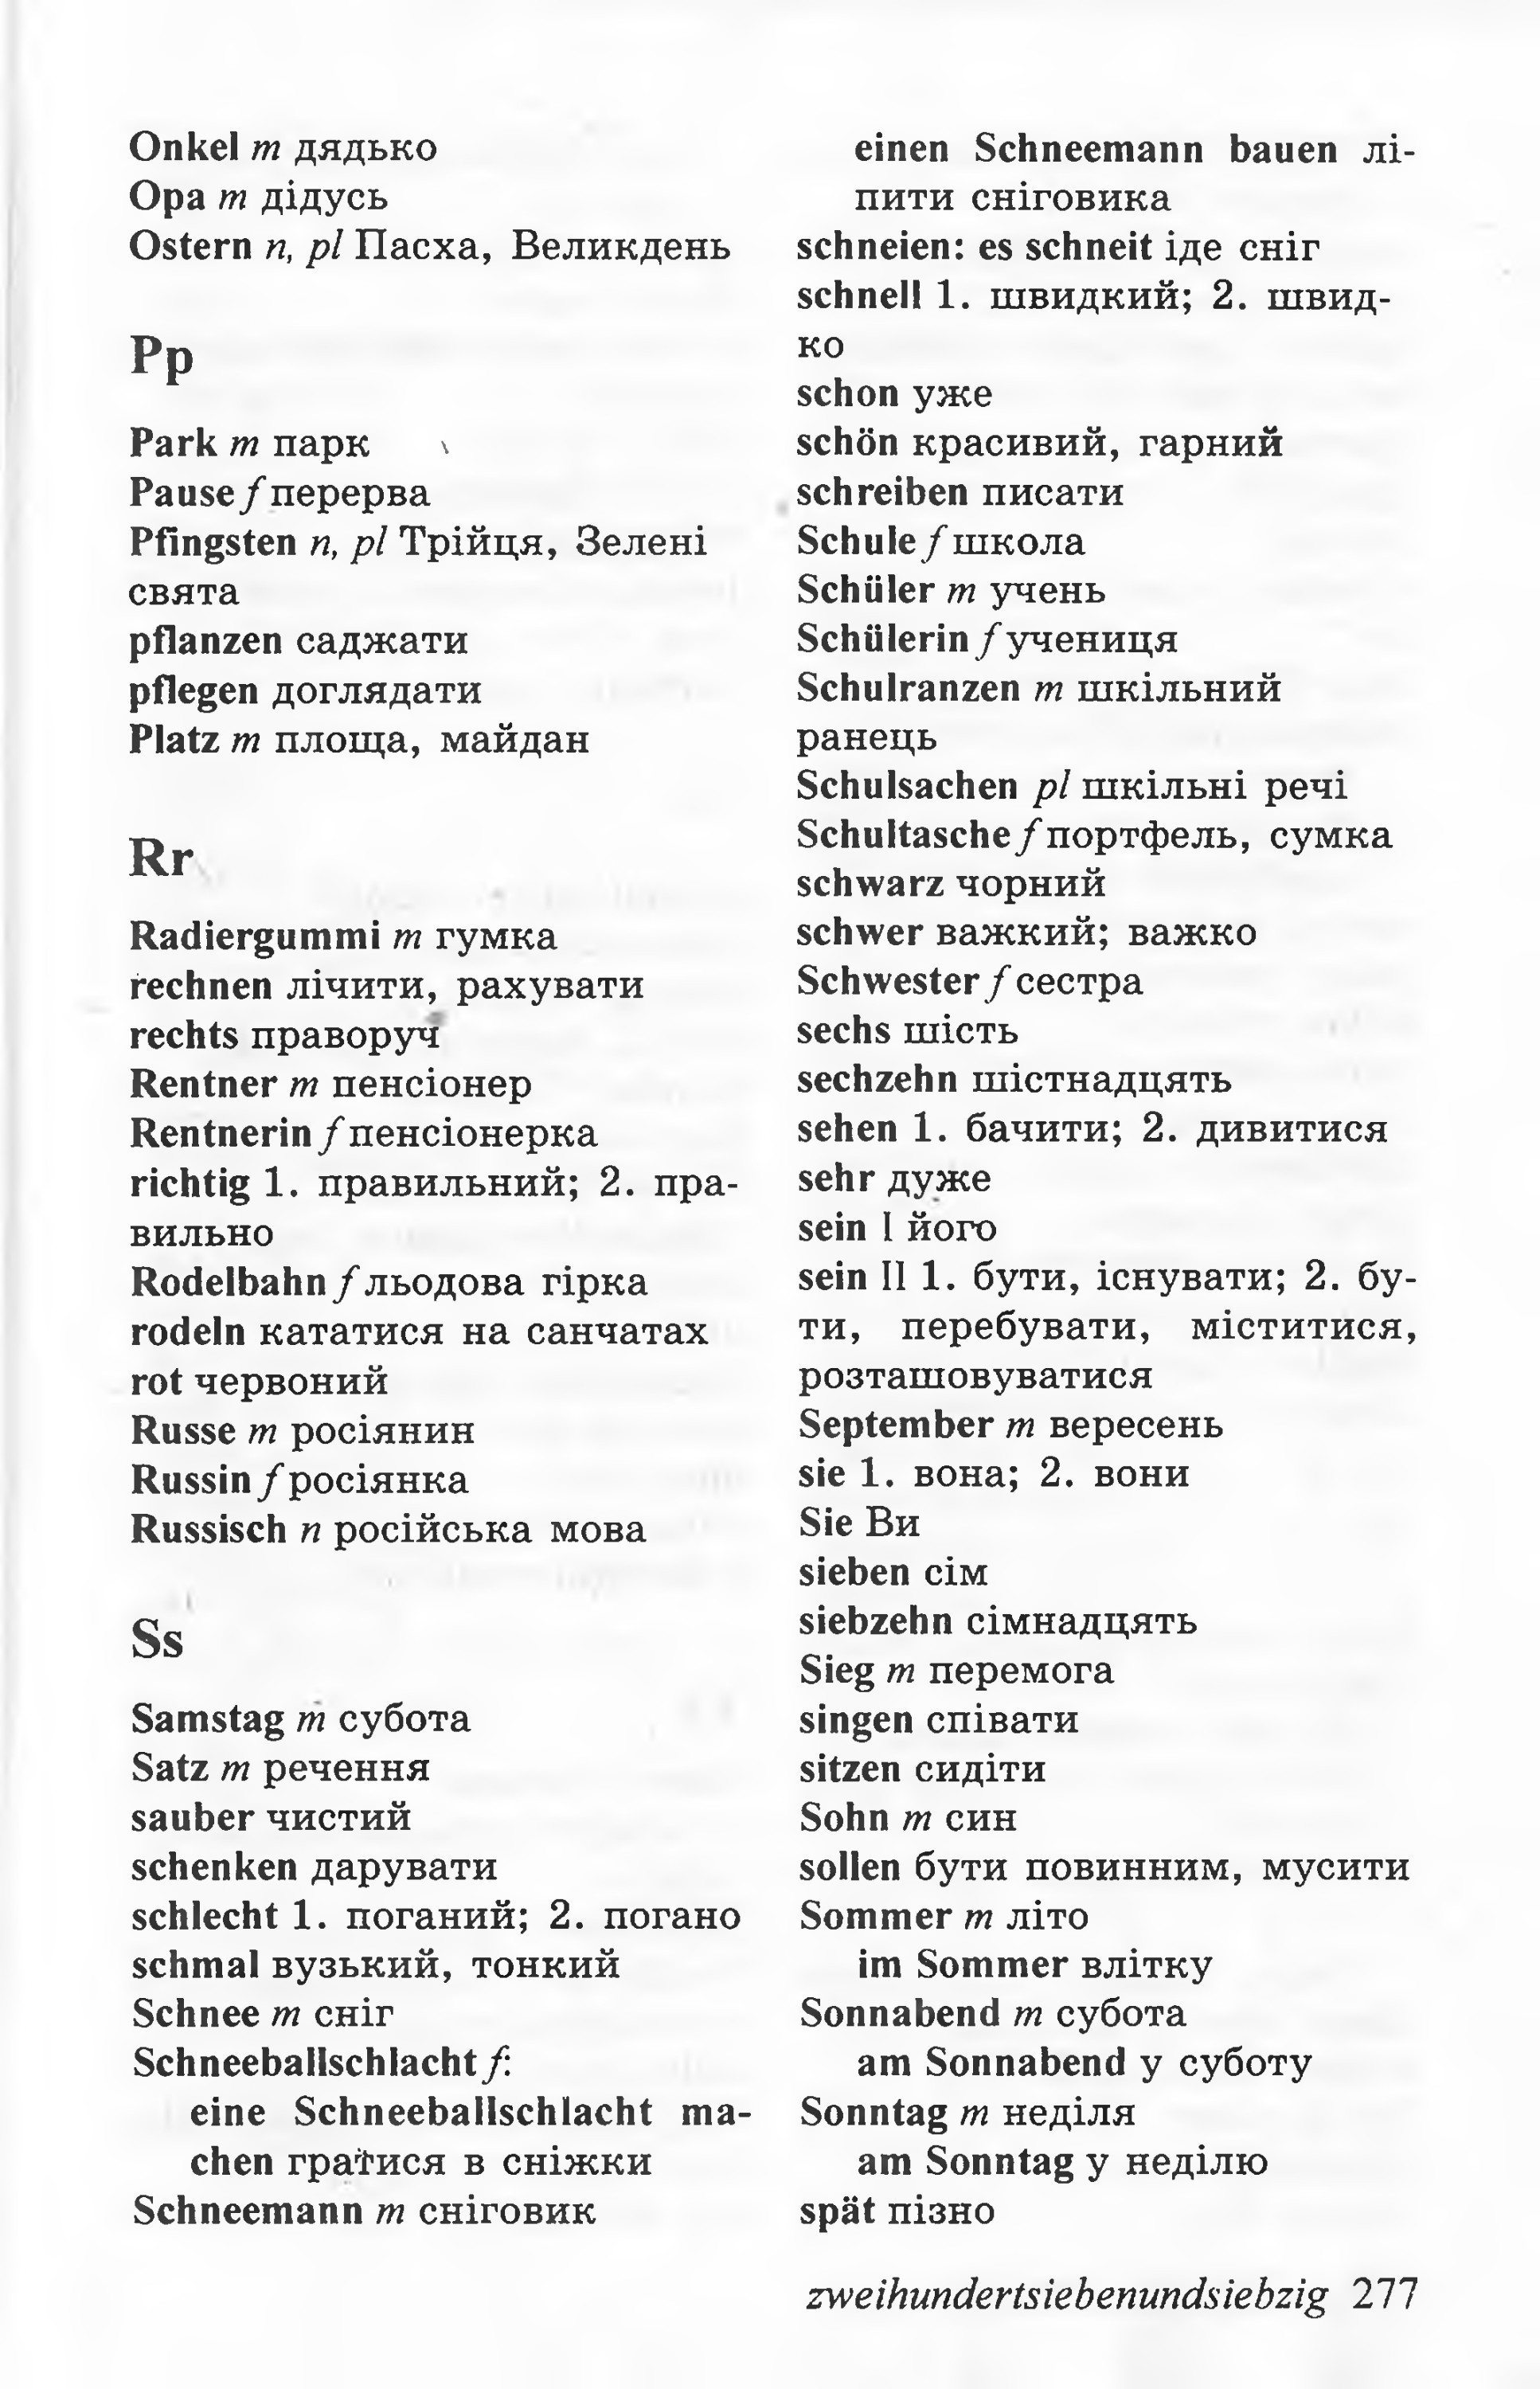 Onkel m дядько
Opa m дідусь
Ostern n, pl Пасха, Великдень
Pp
Park m парк
Pause f перерва
Pfingsten n, pl Трійця, Зелені
свята
pflanzen саджати
pflegen доглядати
Platz m площа, майдан
Rr
Radiergummi m гумка
rechnen лічити, рахувати
rechts праворуч
Rentner m пенсіонер
Rentnerin f пенсіонерка
richtig 1. правильний; 2. пра-
вильно
Rodelbahn f льодова гірка
rodeln кататися на санчатах
rot червоний
Russe m росіянин
Russin f росіянка
Russisch n російська мова
Ss
Samstag m субота
Satz m речення
sauber чистий
schenken дарувати
schlecht 1. поганий; 2. погано
schmal вузький, тонкий
Schnee m сніг
Schneeballschlacht f:
eine Schneeballschlacht ma-
chen гратися в сніжки
Schneemann m сніговик
einen Schneemann bauen лі-
пити сніговика
schneien: es schneit іде сніг
schnell 1. швидкий; 2. швид-
ко
schon уже
schön красивий, гарний
schreiben писати
Schule f школа
Schüler m учень
Schülerin f учениця
Schulranzen m шкільний
ранець
Schulsachen pl шкільні речі
Schultasche f портфель, сумка
schwarz чорний
schwer важкий; важко
Schwester f сестра
sechs шість
sechzehn шістнадцять
sehen 1. бачити; 2. дивитися
sehr дуже
sein I його
sein II 1. бути, існувати; 2. бу-
ти, перебувати, міститися,
розташовуватися
September m вересень
sie 1. вона; 2. вони
Sie Ви
sieben сім
siebzehn сімнадцять
Sieg m перемога
singen співати
sitzen сидіти
Sohn m син
sollen бути повинним, мусити
Sommer m літо
im Sommer влітку
Sonnabend m субота
am Sonnabend у суботу
Sonntag m неділя
am Sonntag у неділю
spät пізно
zweihundertsiebenundsiebzig 277